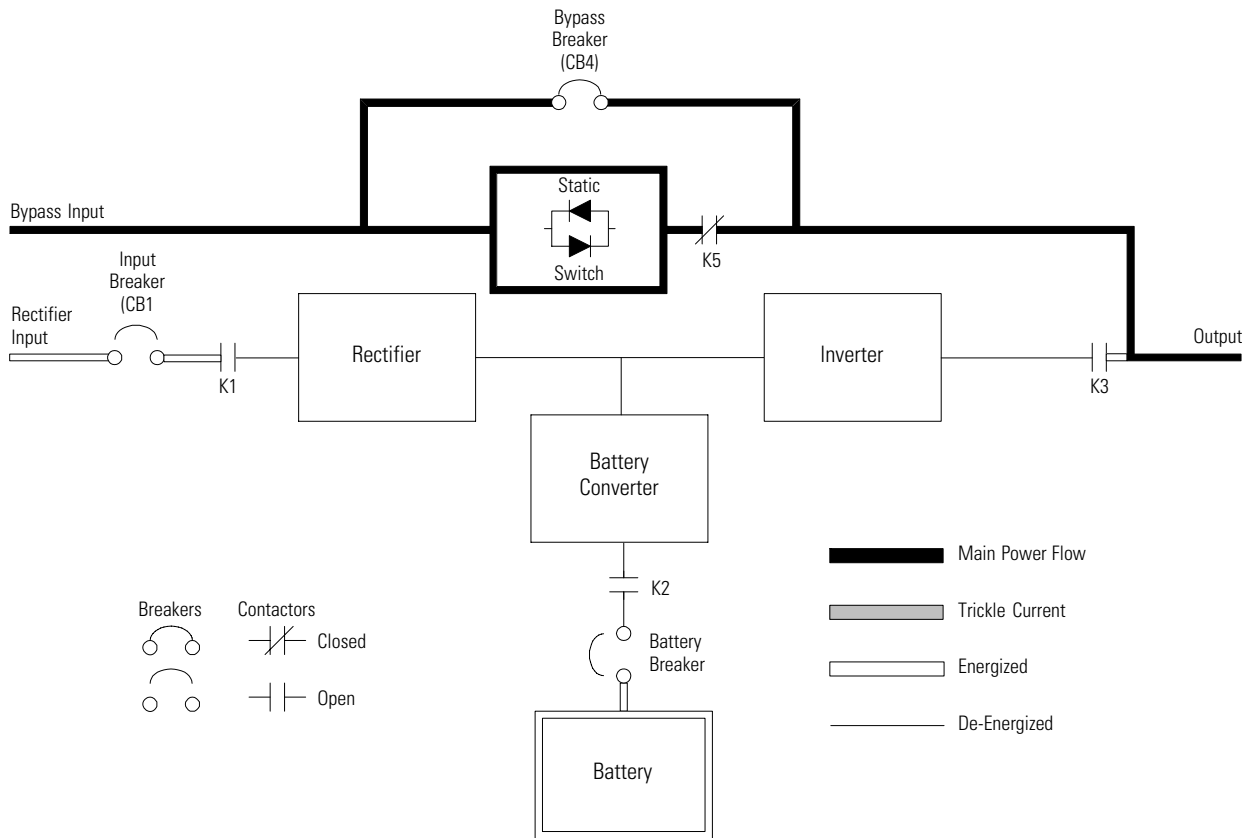 Bypass
Breaker
(CB4)
Static
Switch
Bypass Input
K5
Input
Breaker
(CB1
Rectifier
Input
K1
Rectifier
Inverter
K3
Output
Battery
Converter
K2
Battery
Breaker
Battery
Breakers
Contactors
Closed
Open
Main Power Flow
Trickle Current
Energized
De-Energized